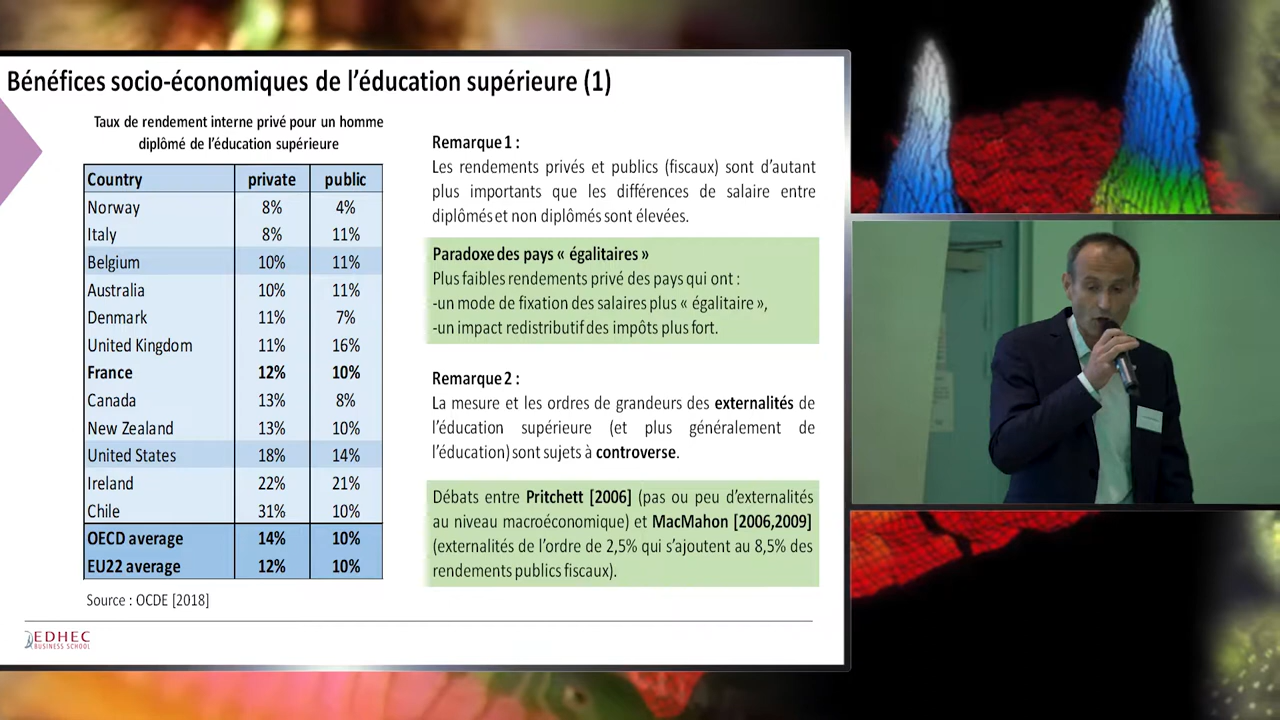 Bénéfices socio-économiques de l’éducation supérieure (1)
Taux de rendement interne privé pour un homme
diplômé de l’éducation supérieure
Country private public
Norway 8% 4%
Italy 8% 11%
Belgium 10% 11%
Australia 10% 11%
Denmark 11% 7%
United Kingdom 11% 16%
France 12% 10%
Canada 13% 8%
New Zealand 13% 10%
United States 18% 14%
Ireland 22% 21%
Chile 31% 10%
OECD average 14% 10%
EU22 average 12% 10%
Source : OCDE [2018]
Remarque 1 :
Les rendements privés et publics (fiscaux) sont d’autant
plus importants que les différences de salaire entre
diplômés et non diplômés sont élevées.
Paradoxe des pays « égalitaires »
Plus faibles rendements privé des pays qui ont :
-un mode de fixation des salaires plus « égalitaire »,
-un impact redistributif des impôts plus fort.
Remarque 2 :
La mesure et les ordres de grandeurs des externalités de
l’éducation supérieure (et plus généralement de
l’éducation) sont sujets à controverse.
Débats entre Pritchett [2006] (pas ou peu d’externalités
au niveau macroéconomique) et MacMahon [2006,2009]
(externalités de l’ordre de 2,5% qui s’ajoutent au 8,5% des
rendements publics fiscaux).
EDHEC
BUSINESS SCHOOL